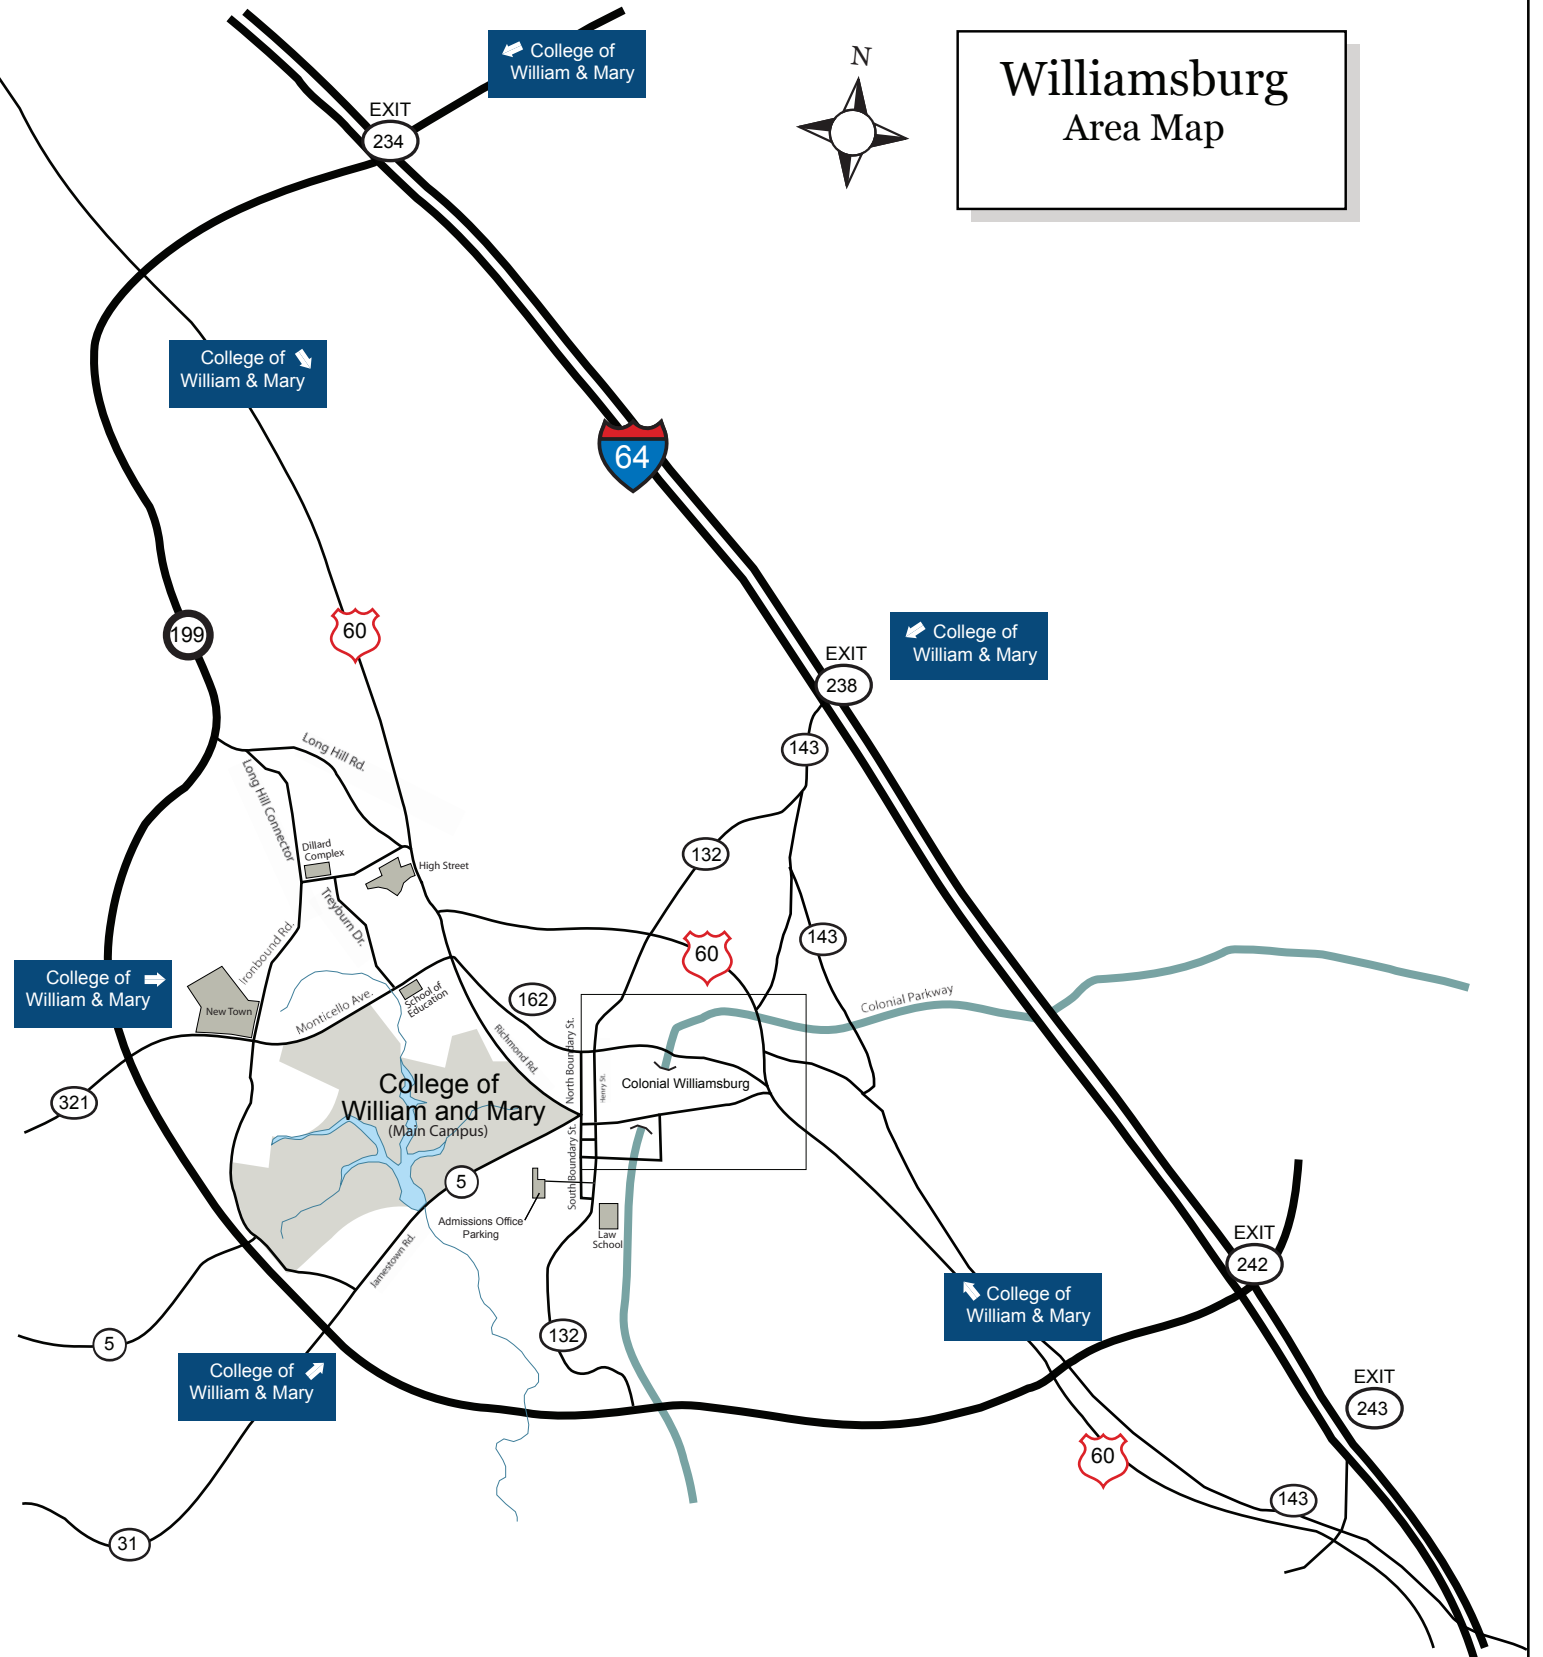 College of
William & Mary
N
Williamsburg
Area Map
EXIT
234
College of
William & Mary
64
199
60
College of
William & Mary
EXIT
238
143
Long Hill Rd.
Long Hill Connector
Dillard
Complex
High Street
132
Treyburn Dr.
Ironbound Rd.
143
60
College of
William & Mary
New Town
Monticello Ave.
School of
Education
162
Colonial Parkway
Richmond Rd.
North Boundary St.
Henry St.
Colonial Williamsburg
College of
William and Mary
(Main Campus)
321
5
South Boundary St.
Admissions Office
Parking
Law
School
Jamestown Rd.
EXIT
242
College of
William & Mary
5
132
College of
William & Mary
EXIT
243
60
143
31